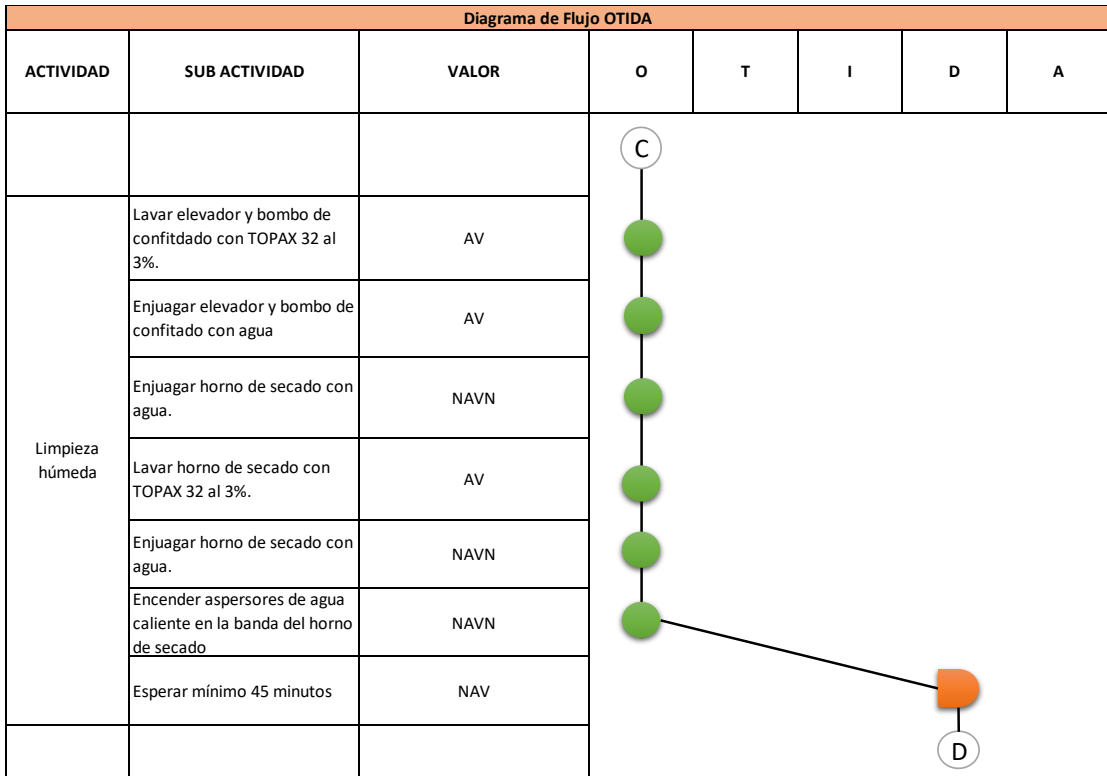 Diagrama de Flujo OTIDA
ACTIVIDAD SUB ACTIVIDAD VALOR O T I D A
C
Lavar elevador y bombo de
confitdado con TOPAX 32 al
3%.
AV
Enjuagar elevador y bombo de
confitado con agua
AV
Enjuagar horno de secado con
agua.
NAVN
Limpieza
húmeda
Lavar horno de secado con
TOPAX 32 al 3%.
AV
Enjuagar horno de secado con
agua.
NAVN
Encender aspersores de agua
caliente en la banda del horno
de secado
NAVN
Esperar mínimo 45 minutos
NAV
D